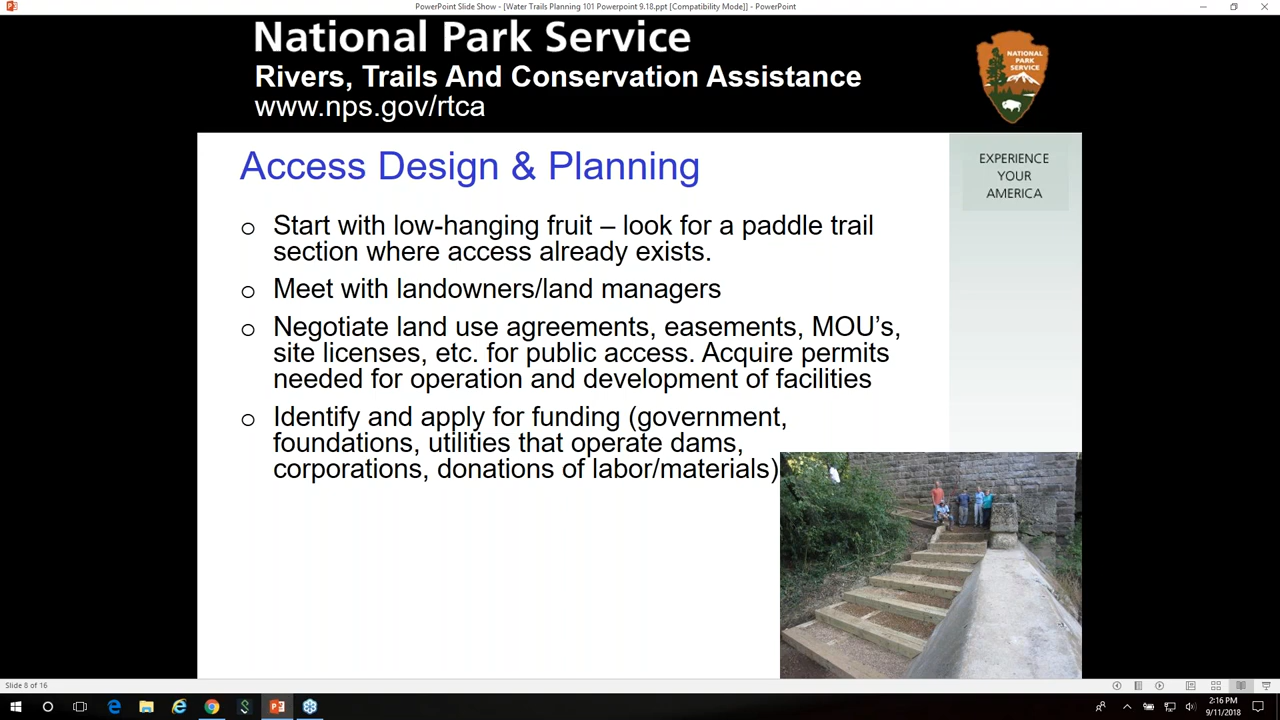 PowerPoint Slide Show - [Water Trails Planning 101 Powerpoint 9.18.ppt [Compatibility Mode]] - PowerPoint
National Park Service
Rivers, Trails And Conservation Assistance
www.nps.gov/rtca
NATIONAL
PARK
SERVICE
EXPERIENCE
YOUR
AMERICA
Access Design & Planning
o Start with low-hanging fruit – look for a paddle trail
section where access already exists.
o Meet with landowners/land managers
o Negotiate land use agreements, easements, MOU’s,
site licenses, etc. for public access. Acquire permits
needed for operation and development of facilities
o Identify and apply for funding (government,
foundations, utilities that operate dams,
corporations, donations of labor/materials)
Slide 8 of 16
2:16 PM
9/11/2018